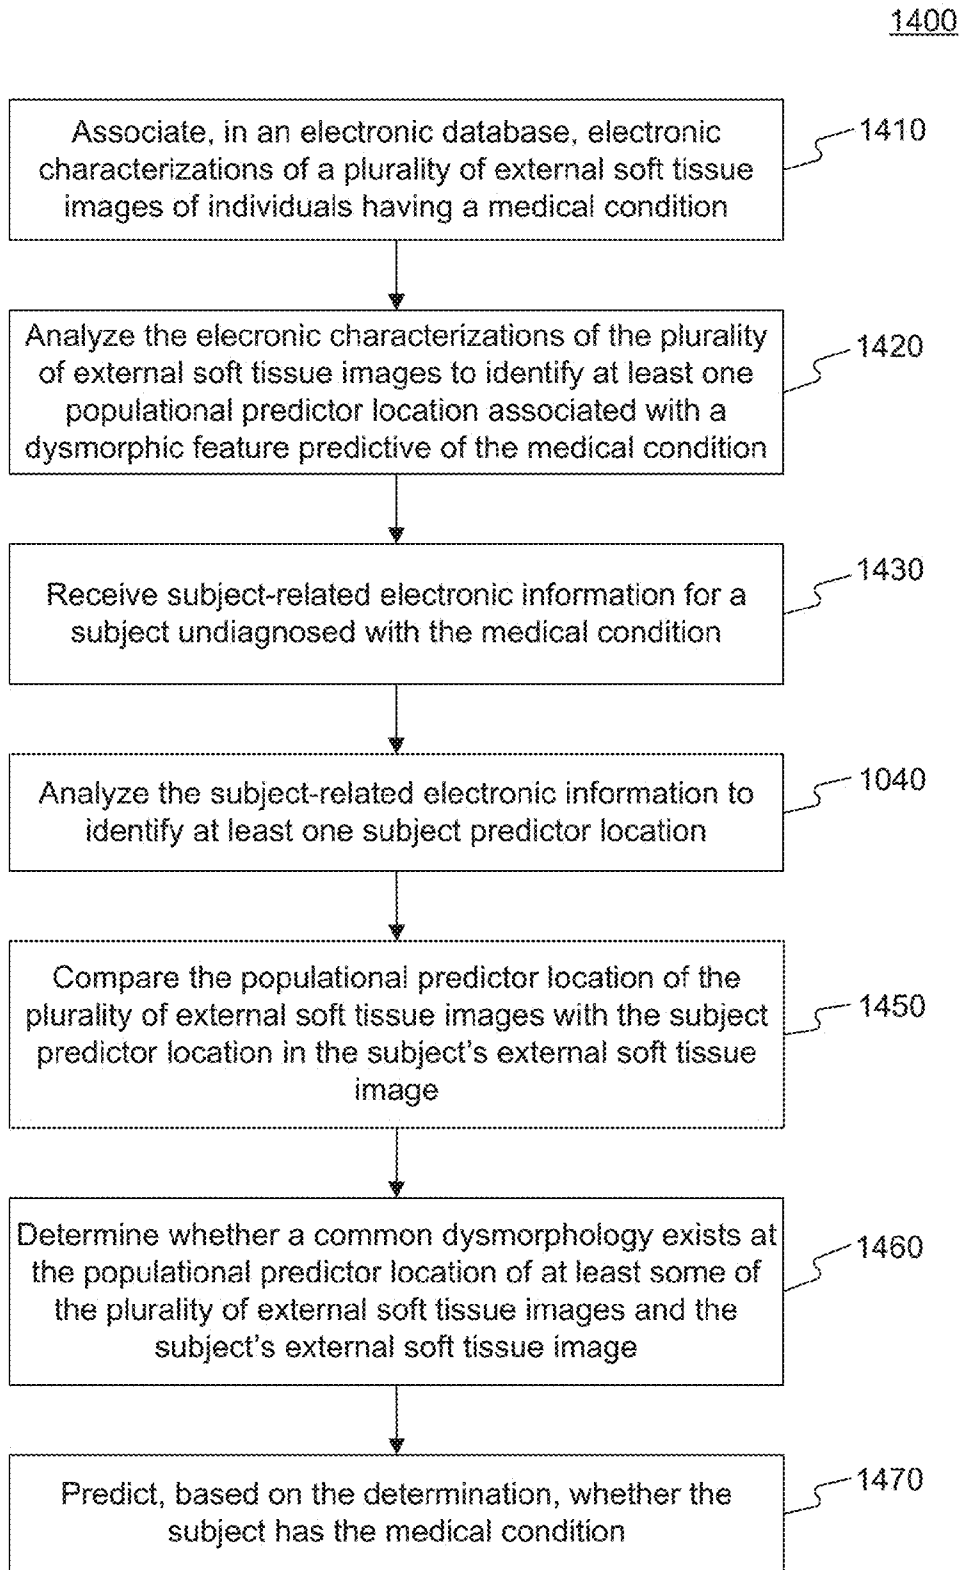 1400
Associate, in an electronic database, electronic
characterizations of a plurality of external soft tissue
images of individuals having a medical condition
1410
Analyze the elecronic characterizations of the plurality
of external soft tissue images to identify at least one
populational predictor location associated with a
dysmorphic feature predictive of the medical condition
1420
Receive subject-related electronic information for a
subject undiagnosed with the medical condition
1430
Analyze the subject-related electronic information to
identify at least one subject predictor location
1040
Compare the populational predictor location of the
plurality of external soft tissue images with the subject
predictor location in the subject's external soft tissue
image
1450
Determine whether a common dysmorphology exists at
the populational predictor location of at least some of
the plurality of external soft tissue images and the
subject's external soft tissue image
1460
Predict, based on the determination, whether the
subject has the medical condition
1470